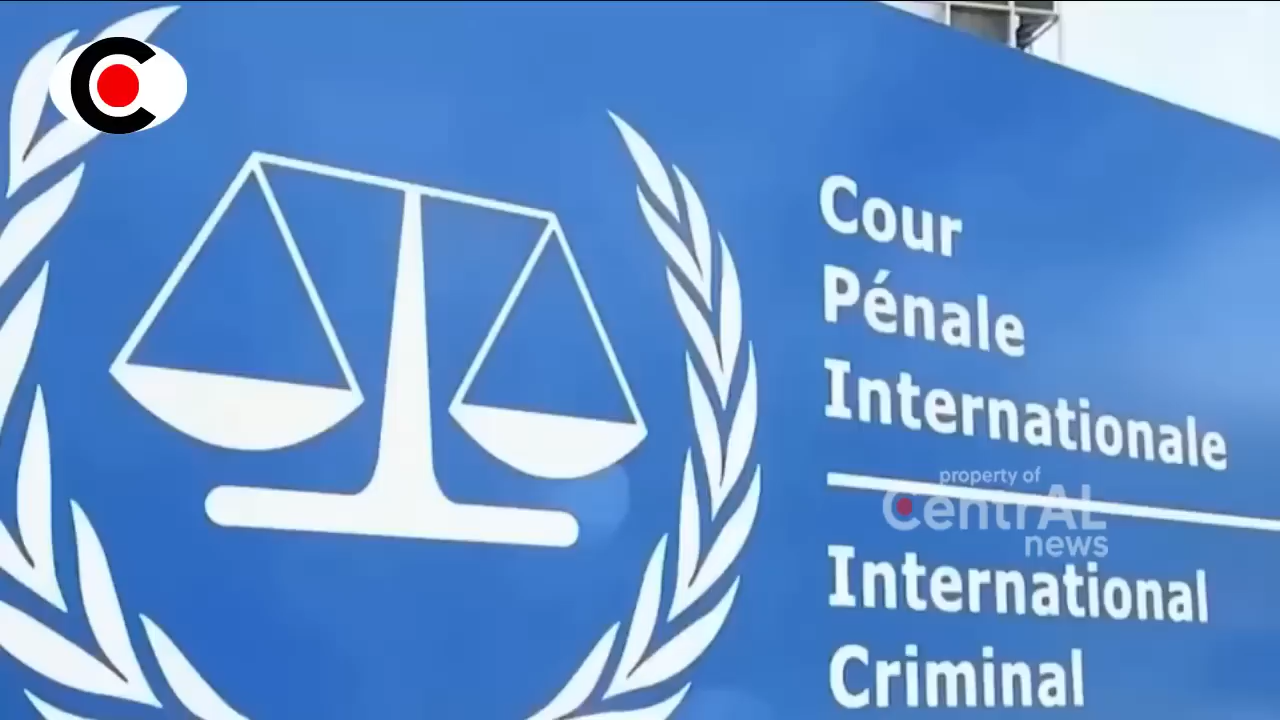 Cour
Pénale
Internationale
property of
CentrAL
news
International
Criminal